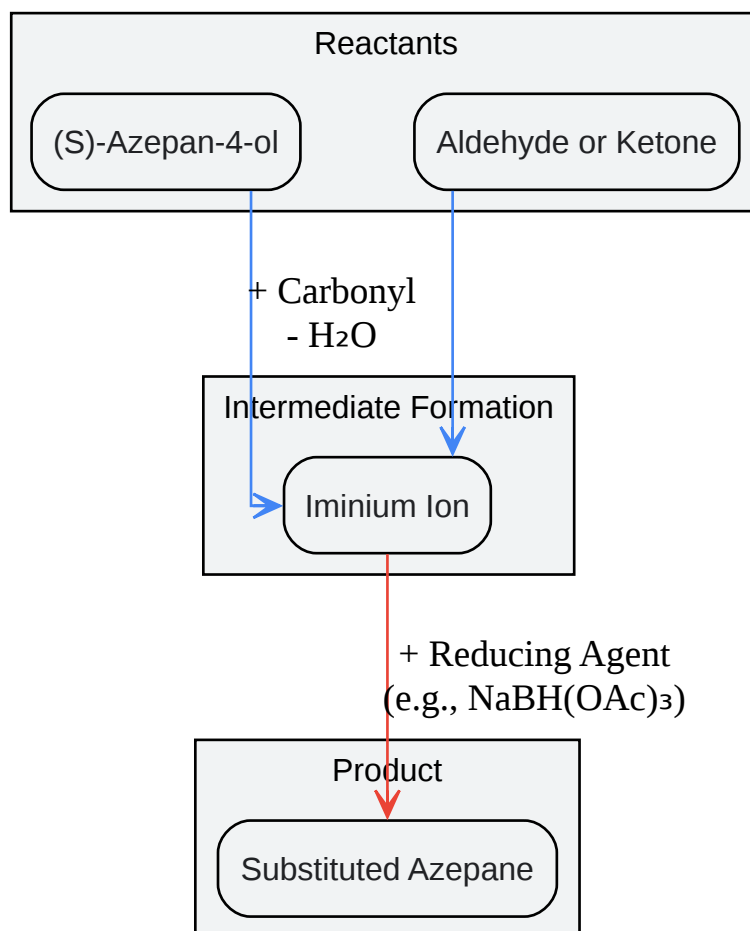 Reactants
(S)-Azepan-4-ol
Aldehyde or Ketone
+ Carbonyl
- H₂O
Intermediate Formation
Iminium Ion
+ Reducing Agent
(e.g., NaBH(OAc)₃)
Product
Substituted Azepane